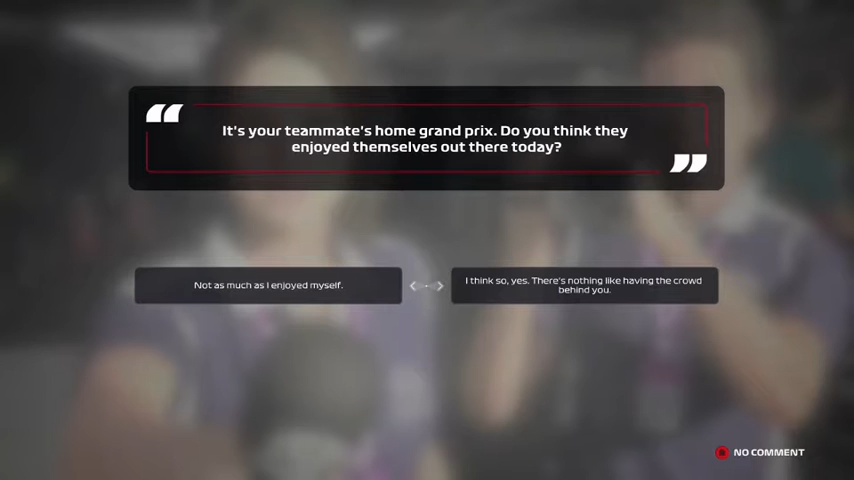 It's your teammate's home grand prix. Do you think they
enjoyed themselves out there today?
Not as much as I enjoyed myself.
I think so, yes. There's nothing like having the crowd
behind you.
NO COMMENT